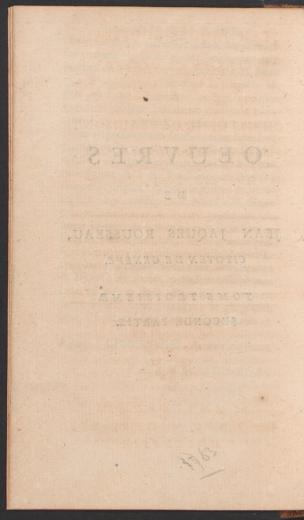 OEUVRES
DE
JEAN JAQUES ROUSSEAU,
CITOYEN DE GENEVE.
TOME TROISIEME.
SECONDE PARTIE.